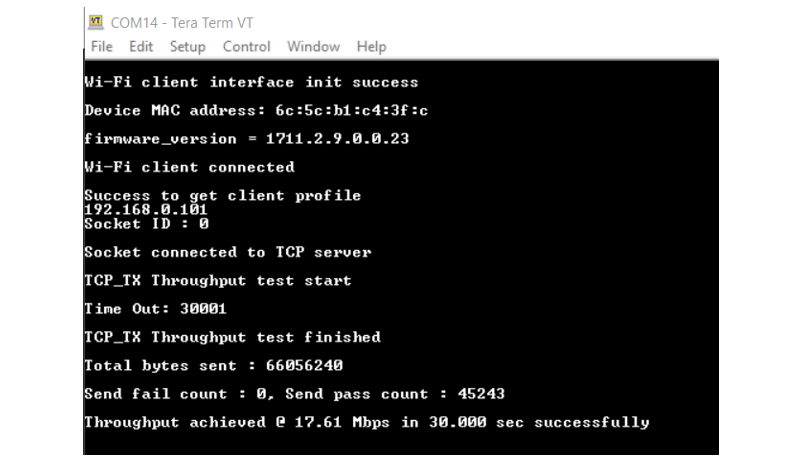 COM14 - Tera Term VT
File Edit Setup Control Window Help
Wi-Fi client interface init success
Device MAC address: 6c:5c:b1:c4:3f:c
firmware_version = 1711.2.9.0.0.23
Wi-Fi client connected
Success to get client profile
192.168.0.101
Socket ID : 0
Socket connected to TCP server
TCP_TX Throughput test start
Time Out: 30001
TCP_TX Throughput test finished
Total bytes sent : 66056240
Send fail count : 0, Send pass count : 45243
Throughput achieved @ 17.61 Mbps in 30.000 sec successfully